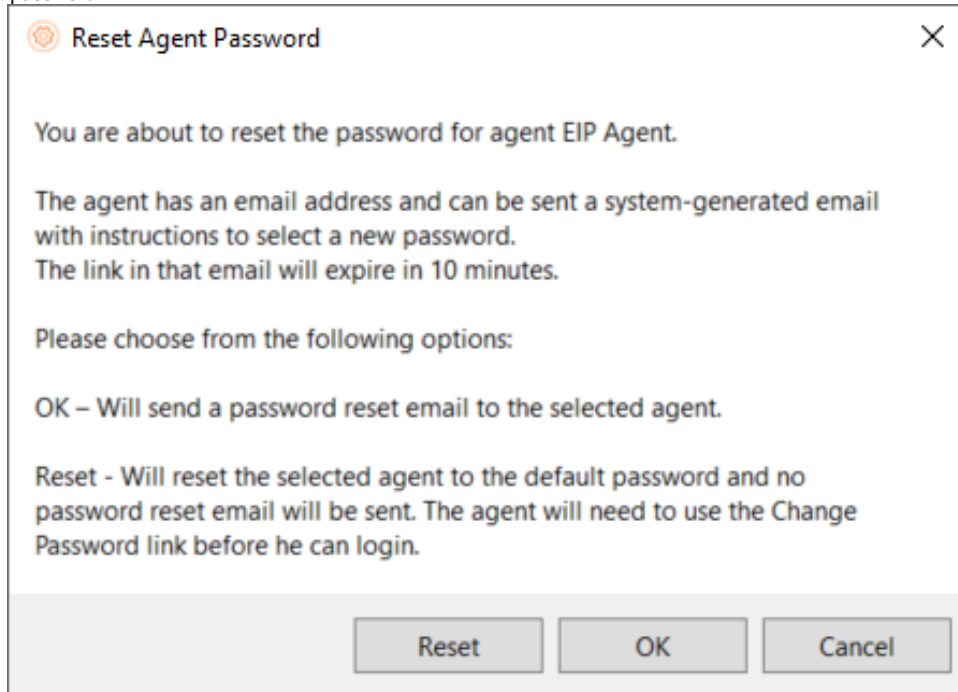 Reset Agent Password
You are about to reset the password for agent EIP Agent.
The agent has an email address and can be sent a system-generated email
with instructions to select a new password.
The link in that email will expire in 10 minutes.
Please choose from the following options:
OK – Will send a password reset email to the selected agent.
Reset - Will reset the selected agent to the default password and no
password reset email will be sent. The agent will need to use the Change
Password link before he can login.
Reset OK Cancel